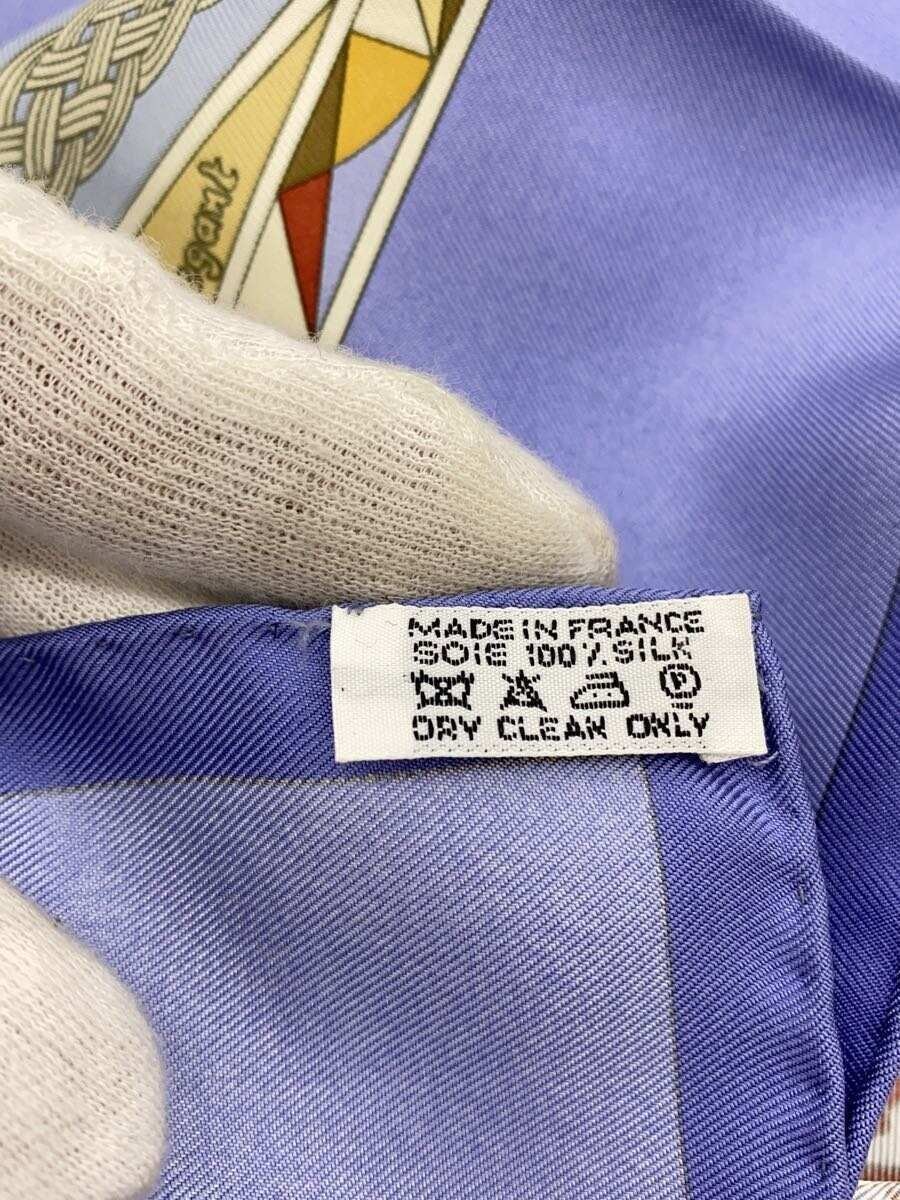 MADE IN FRANCE
SOIE 100% SILK
P
DRY CLEAN ONLY